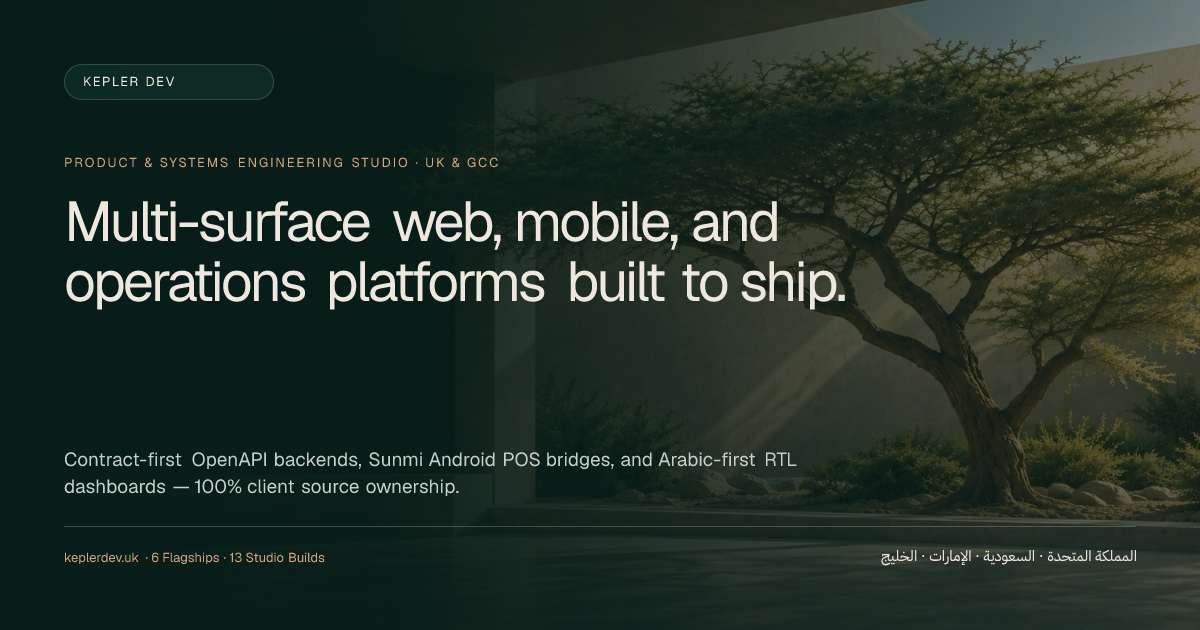 KEPLER DEV
PRODUCT & SYSTEMS ENGINEERING STUDIO · UK & GCC
Multi-surface web, mobile, and
operations platforms built to ship.
Contract-first OpenAPI backends, Sunmi Android POS bridges, and Arabic-first RTL
dashboards — 100% client source ownership.
keplerdev.uk · 6 Flagships · 13 Studio Builds
المملكة المتحدة · السعودية · الإمارات · الخليج